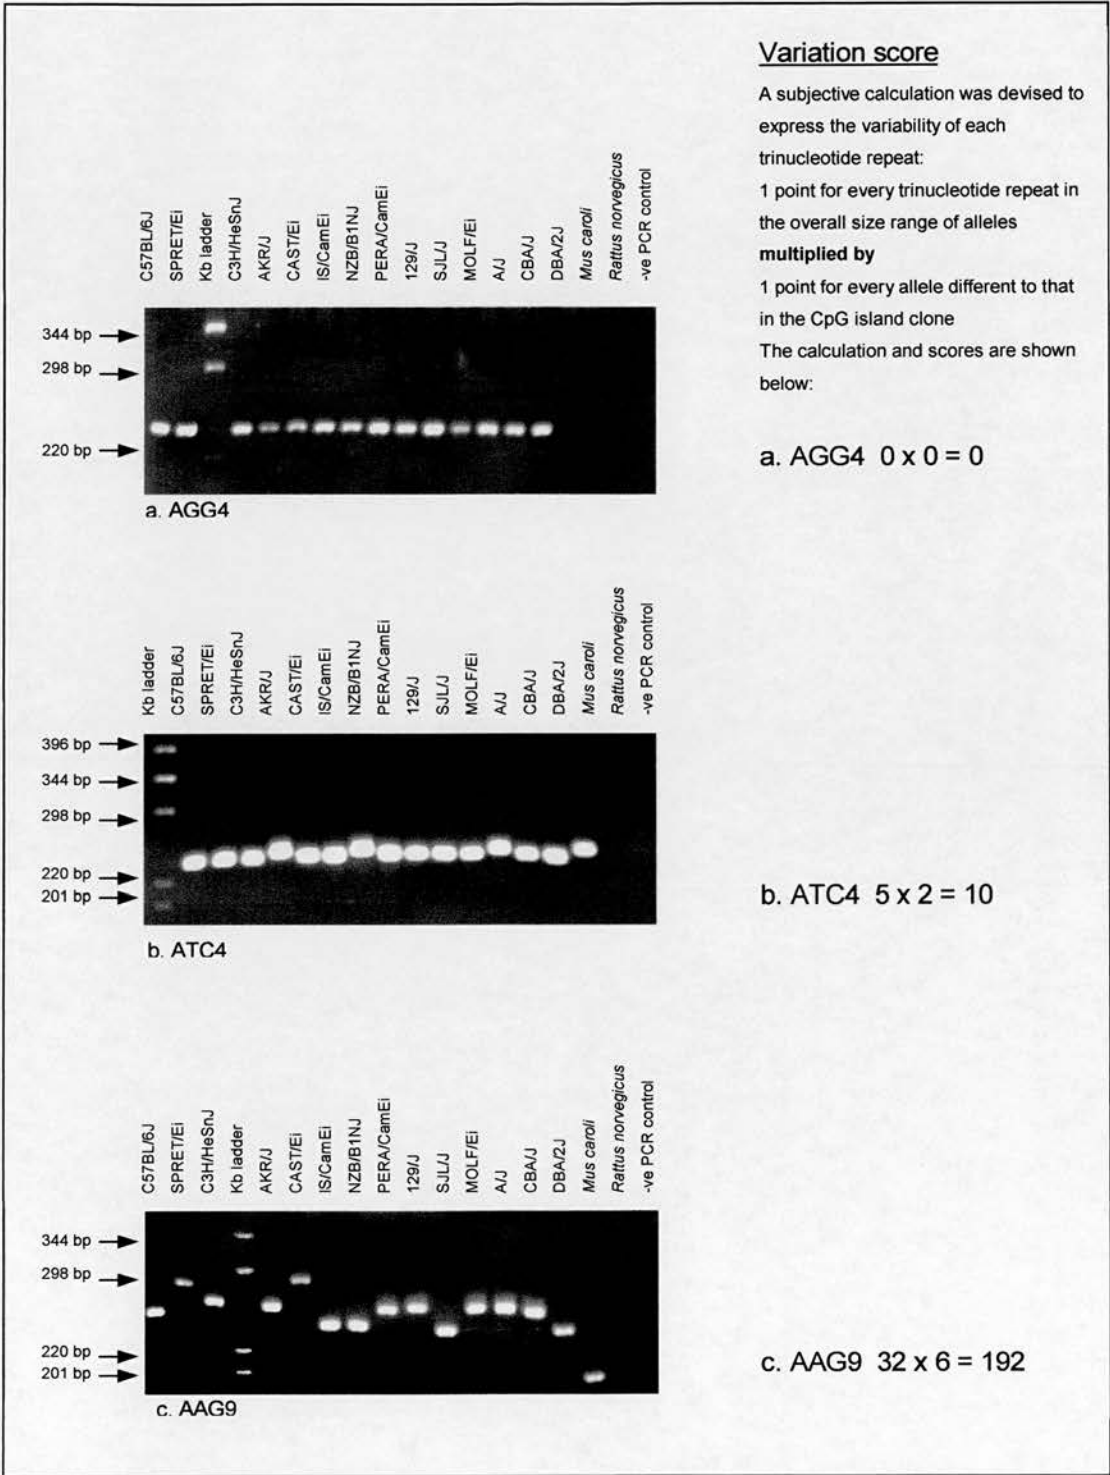 Variation score
A subjective calculation was devised to
express the variability of each
trinucleotide repeat:
1 point for every trinucleotide repeat in
the overall size range of alleles
multiplied by
1 point for every allele different to that
in the CpG island clone
The calculation and scores are shown
below:
C57BL/6J
SPRET/Ei
Kb ladder
C3H/HeSnJ
AKR/J
CAST/Ei
IS/CamEi
NZB/B1NJ
PERA/CamEi
129/J
SJL/J
MOLF/Ei
A/J
CBA/J
DBA/2J
Mus caroli
Rattus norvegicus
-ve PCR control
344 bp
298 bp
220 bp
a. AGG4
a. AGG4 0 x 0 = 0
Kb ladder
C57BL/6J
SPRET/Ei
C3H/HeSnJ
AKR/J
CAST/Ei
IS/CamEi
NZB/B1NJ
PERA/CamEi
129/J
SJL/J
MOLF/Ei
A/J
CBA/J
DBA/2J
Mus caroli
Rattus norvegicus
-ve PCR control
396 bp
344 bp
298 bp
220 bp
201 bp
b. ATC4
b. ATC4 5 x 2 = 10
C57BL/6J
SPRET/Ei
C3H/HeSnJ
Kb ladder
AKR/J
CAST/Ei
IS/CamEi
NZB/B1NJ
PERA/CamEi
129/J
SJL/J
MOLF/Ei
A/J
CBA/J
DBA/2J
Mus caroli
Rattus norvegicus
-ve PCR control
344 bp
298 bp
220 bp
201 bp
c. AAG9
c. AAG9 32 x 6 = 192